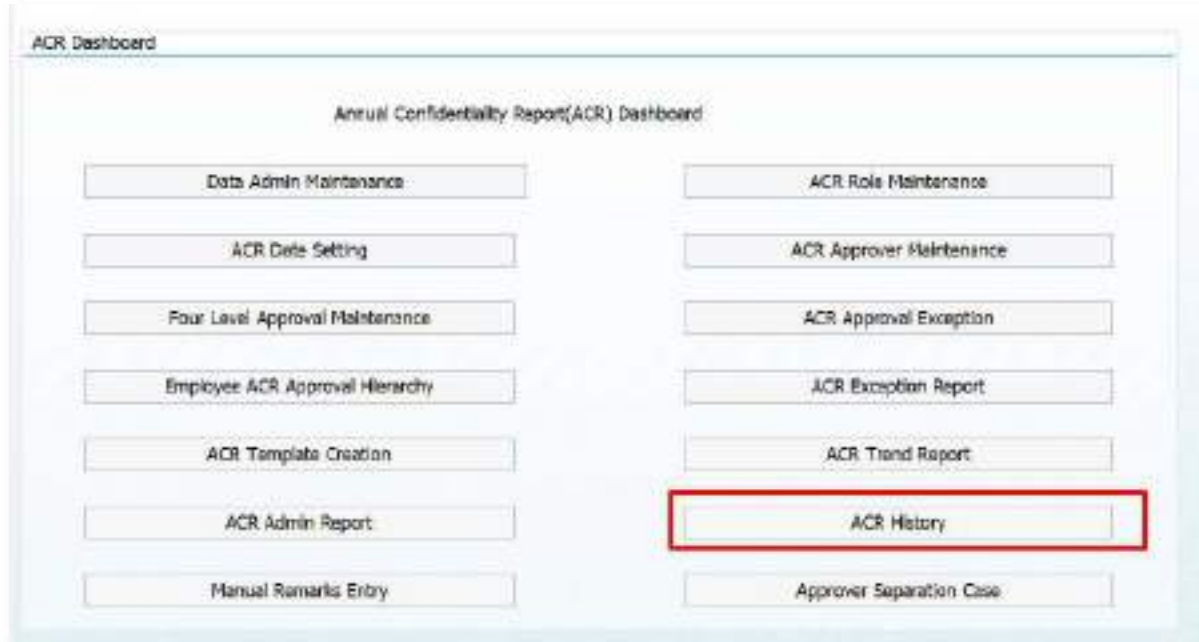 ACR Dashboard
Annual Confidentiality Report(ACR) Dashboard
Data Admin Maintenance
ACR Role Maintenance
ACR Date Setting
ACR Approver Maintenance
Four Level Approval Maintenance
ACR Approval Exception
Employee ACR Approval Hierarchy
ACR Exception Report
ACR Template Creation
ACR Trend Report
ACR Admin Report
ACR History
Manual Remarks Entry
Approver Separation Case